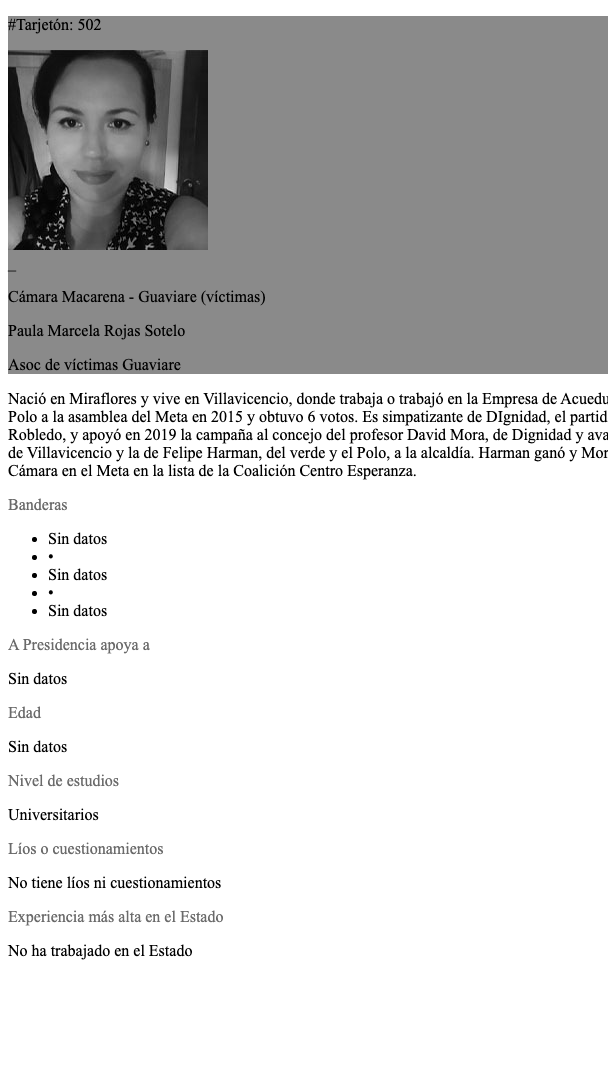 #Tarjetón: 502
_
Cámara Macarena - Guaviare (víctimas)
Paula Marcela Rojas Sotelo
Asoc de víctimas Guaviare
Nació en Miraflores y vive en Villavicencio, donde trabaja o trabajó en la Empresa de Acuedu
Polo a la asamblea del Meta en 2015 y obtuvo 6 votos. Es simpatizante de DIgnidad, el partid
Robledo, y apoyó en 2019 la campaña al concejo del profesor David Mora, de Dignidad y ava
de Villavicencio y la de Felipe Harman, del verde y el Polo, a la alcaldía. Harman ganó y Mor
Cámara en el Meta en la lista de la Coalición Centro Esperanza.
Banderas
• Sin datos
• •
• Sin datos
• •
• Sin datos
A Presidencia apoya a
Sin datos
Edad
Sin datos
Nivel de estudios
Universitarios
Líos o cuestionamientos
No tiene líos ni cuestionamientos
Experiencia más alta en el Estado
No ha trabajado en el Estado